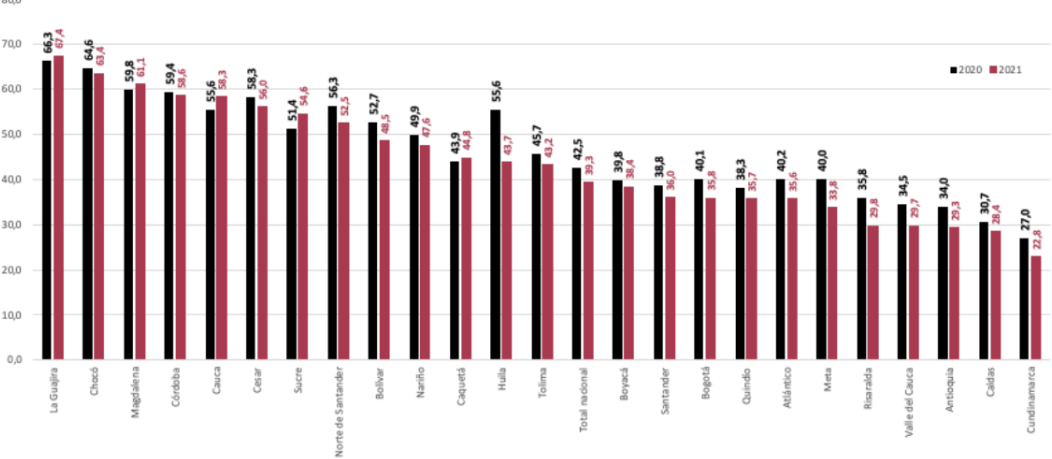 80,0
70,0
60,0
50,0
40,0
30,0
20,0
10,0
0,0
2020 2021
66,3 67,4
64,6 63,4
59,8 61,1
59,4 58,6
55,6 58,3
58,3 56,0
51,4 54,6
56,3 52,5
52,7 48,5
49,9 47,6
43,9 44,8
55,6 43,7
45,7 43,2
42,5 39,3
39,8 38,4
38,8 36,0
40,1 35,8
38,3 35,7
40,2 35,6
40,0 33,8
35,8 29,8
34,5 29,7
34,0 29,3
30,7 28,4
27,0 22,8
La Guajira
Chocó
Magdalena
Córdoba
Cauca
Cesar
Sucre
Norte de Santander
Bolívar
Nariño
Caquetá
Huila
Tolima
Total nacional
Boyacá
Santander
Bogotá
Quindío
Atlántico
Meta
Risaralda
Valle del Cauca
Antioquia
Caldas
Cundinamarca